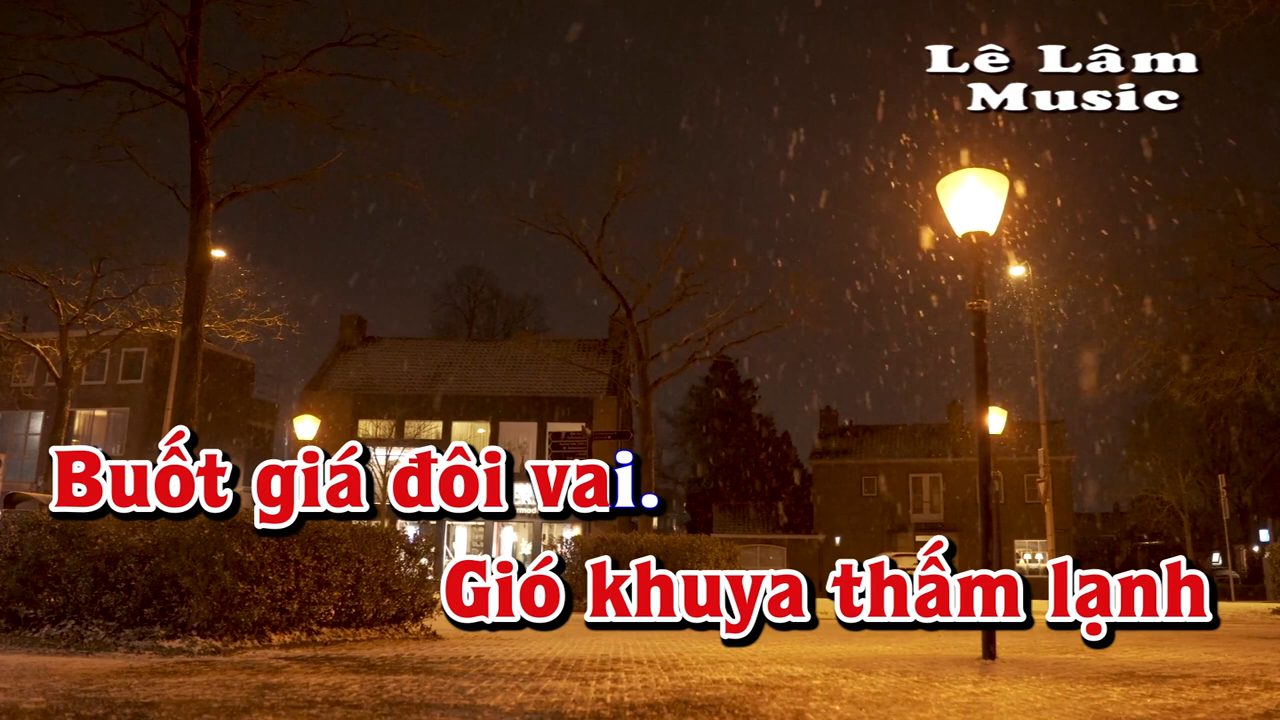 Lê Lâm
Music
Buốt giá đôi vai.
Gió khuya thấm lạnh